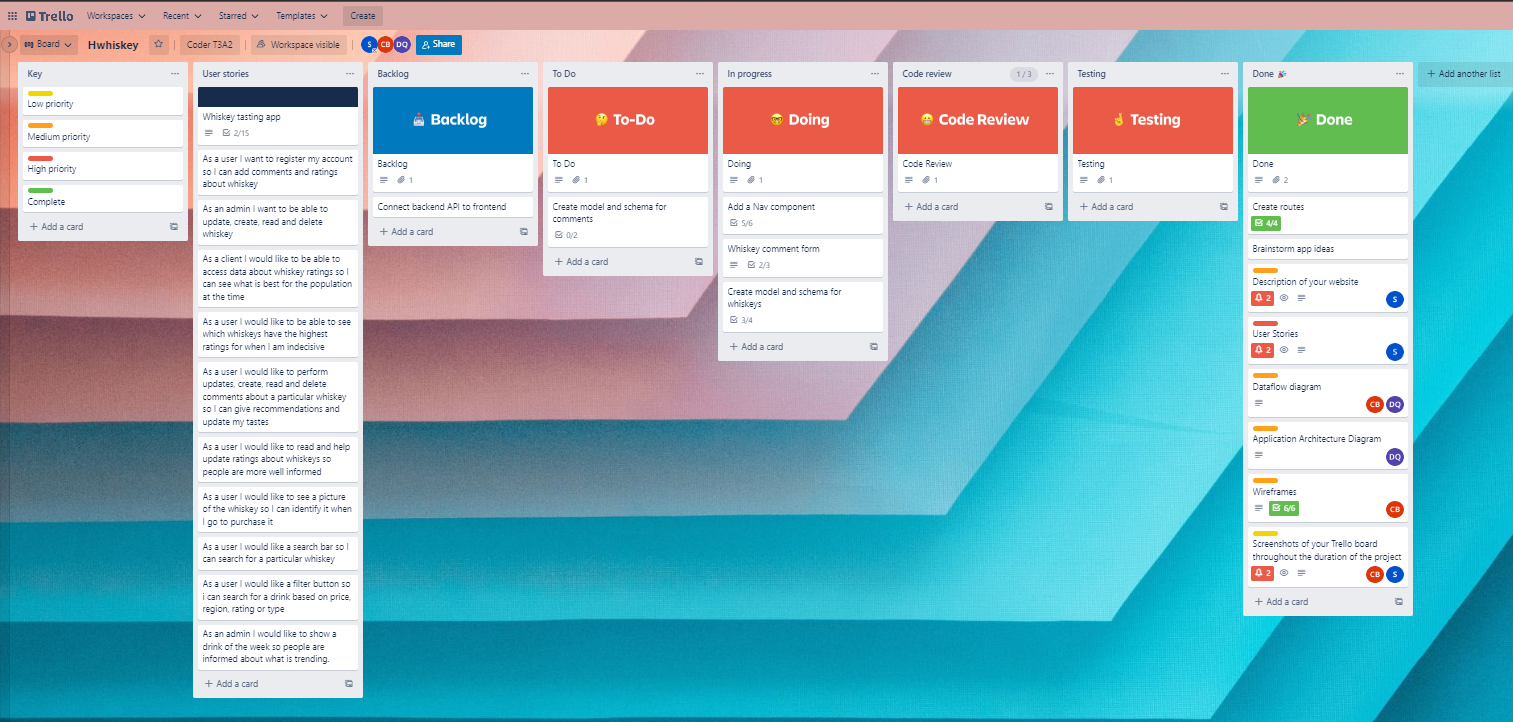 Trello
Workspaces
Recent
Starred
Templates
Create
Board
Hwhiskey
Coder T3A2
Workspace visible
S
CB
DQ
Share
Key
Low priority
Medium priority
High priority
Complete
+ Add a card
User stories
Whiskey tasting app
2/15
As a user I want to register my account
so I can add comments and ratings
about whiskey
As an admin I want to be able to
update, create, read and delete
whiskey
As a client I would like to be able to
access data about whiskey ratings so I
can see what is best for the population
at the time
As a user I would like to be able to see
which whiskeys have the highest
ratings for when I am indecisive
As a user I would like to perform
updates, create, read and delete
comments about a particular whiskey
so I can give recommendations and
update my tastes
As a user I would like to read and help
update ratings about whiskeys so
people are more well informed
As a user I would like to see a picture
of the whiskey so I can identify it when
I go to purchase it
As a user I would like a search bar so I
can search for a particular whiskey
As a user I would like a filter button so
i can search for a drink based on price,
region, rating or type
As an admin I would like to show a
drink of the week so people are
informed about what is trending.
+ Add a card
Backlog
Backlog
Backlog
1
Connect backend API to frontend
+ Add a card
To Do
🤔 To-Do
To Do
1
Create model and schema for
comments
0/2
+ Add a card
In progress
🤓 Doing
Doing
1
Add a Nav component
5/6
Whiskey comment form
2/3
Create model and schema for
whiskeys
3/4
+ Add a card
Code review
1 / 3
😁 Code Review
Code Review
1
+ Add a card
Testing
🤞 Testing
Testing
1
+ Add a card
Done 🎉
🎉 Done
Done
2
Create routes
4/4
Brainstorm app ideas
Description of your website
2
S
User Stories
2
S
Dataflow diagram
CB
DQ
Application Architecture Diagram
DQ
Wireframes
6/6
CB
Screenshots of your Trello board
throughout the duration of the project
2
CB
S
+ Add a card
+ Add another list